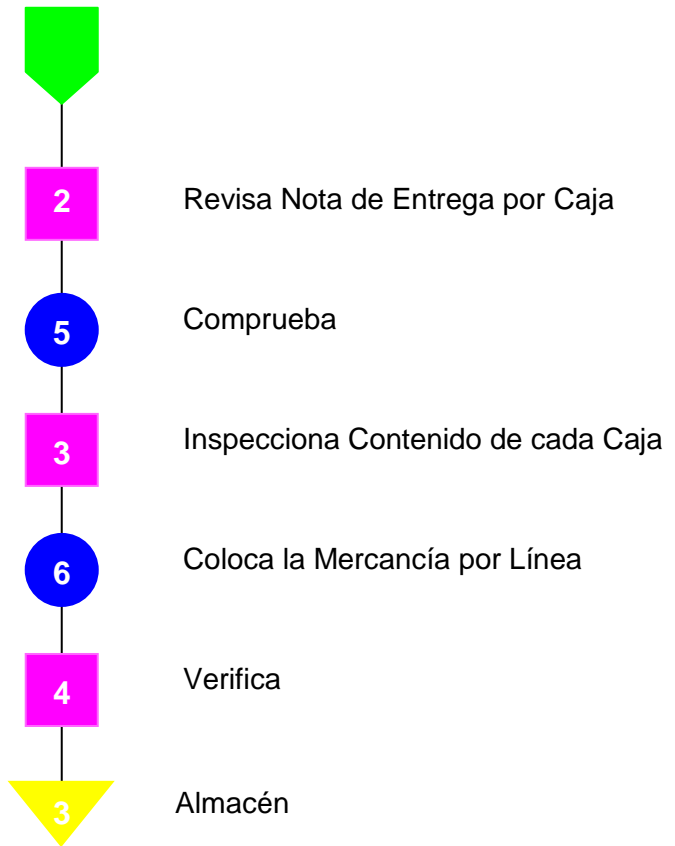 2 Revisa Nota de Entrega por Caja
5 Comprueba
3 Inspecciona Contenido de cada Caja
6 Coloca la Mercancía por Línea
4 Verifica
3 Almacén